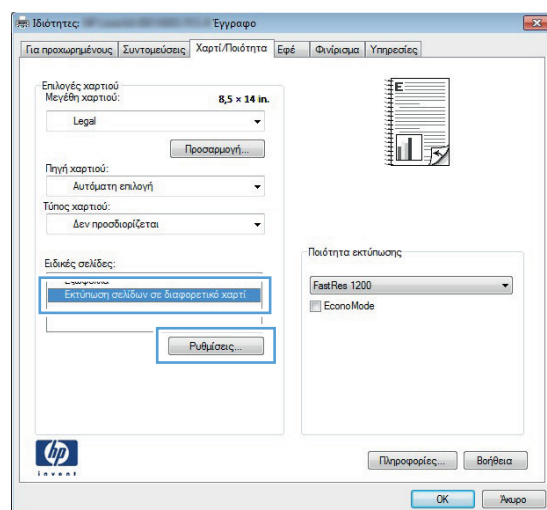 Ιδιότητες: Έγγραφο
Για προχωρημένους Συντομεύσεις Χαρτί/Ποιότητα Εφέ Φινίρισμα Υπηρεσίες
Επιλογές χαρτιού
Μεγέθη χαρτιού: 8,5 × 14 in.
Legal
Προσαρμογή...
Πηγή χαρτιού:
Αυτόματη επιλογή
Τύπος χαρτιού:
Δεν προσδιορίζεται
Ειδικές σελίδες:
Εξώφυλλα
Εκτύπωση σελίδων σε διαφορετικό χαρτί
Ρυθμίσεις...
Ποιότητα εκτύπωσης
FastRes 1200
EconoMode
E
hp
invent
Πληροφορίες... Βοήθεια
OK Άκυρο